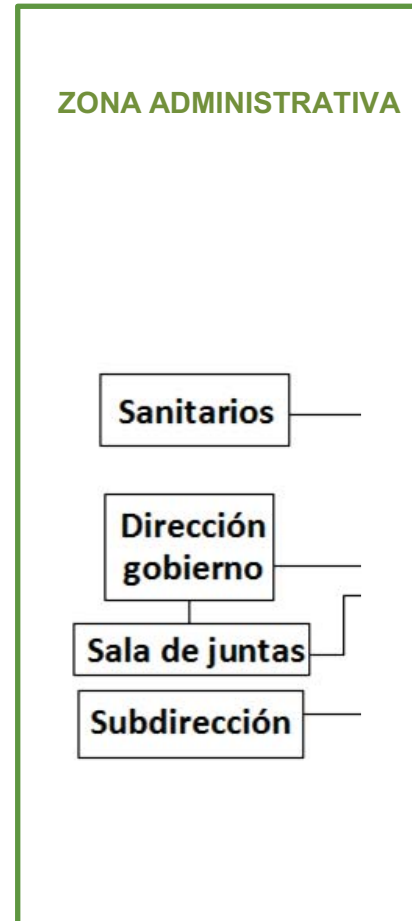 ZONA ADMINISTRATIVA
Sanitarios
Dirección
gobierno
Sala de juntas
Subdirección